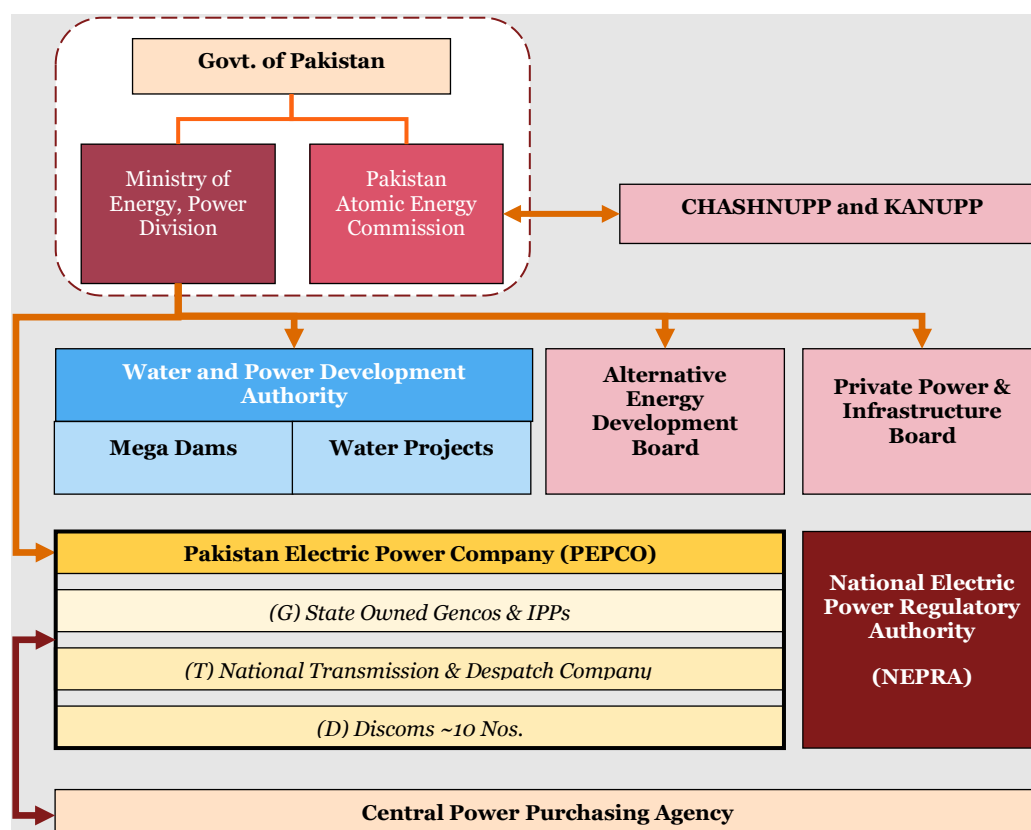 Govt. of Pakistan
Ministry of
Energy, Power
Division
Pakistan
Atomic Energy
Commission
CHASHNUPP and KANUPP
Water and Power Development
Authority
Mega Dams
Water Projects
Alternative
Energy
Development
Board
Private Power &
Infrastructure
Board
Pakistan Electric Power Company (PEPCO)
(G) State Owned Gencos & IPPs
(T) National Transmission & Despatch Company
(D) Discoms ~10 Nos.
National Electric
Power Regulatory
Authority
(NEPRA)
Central Power Purchasing Agency